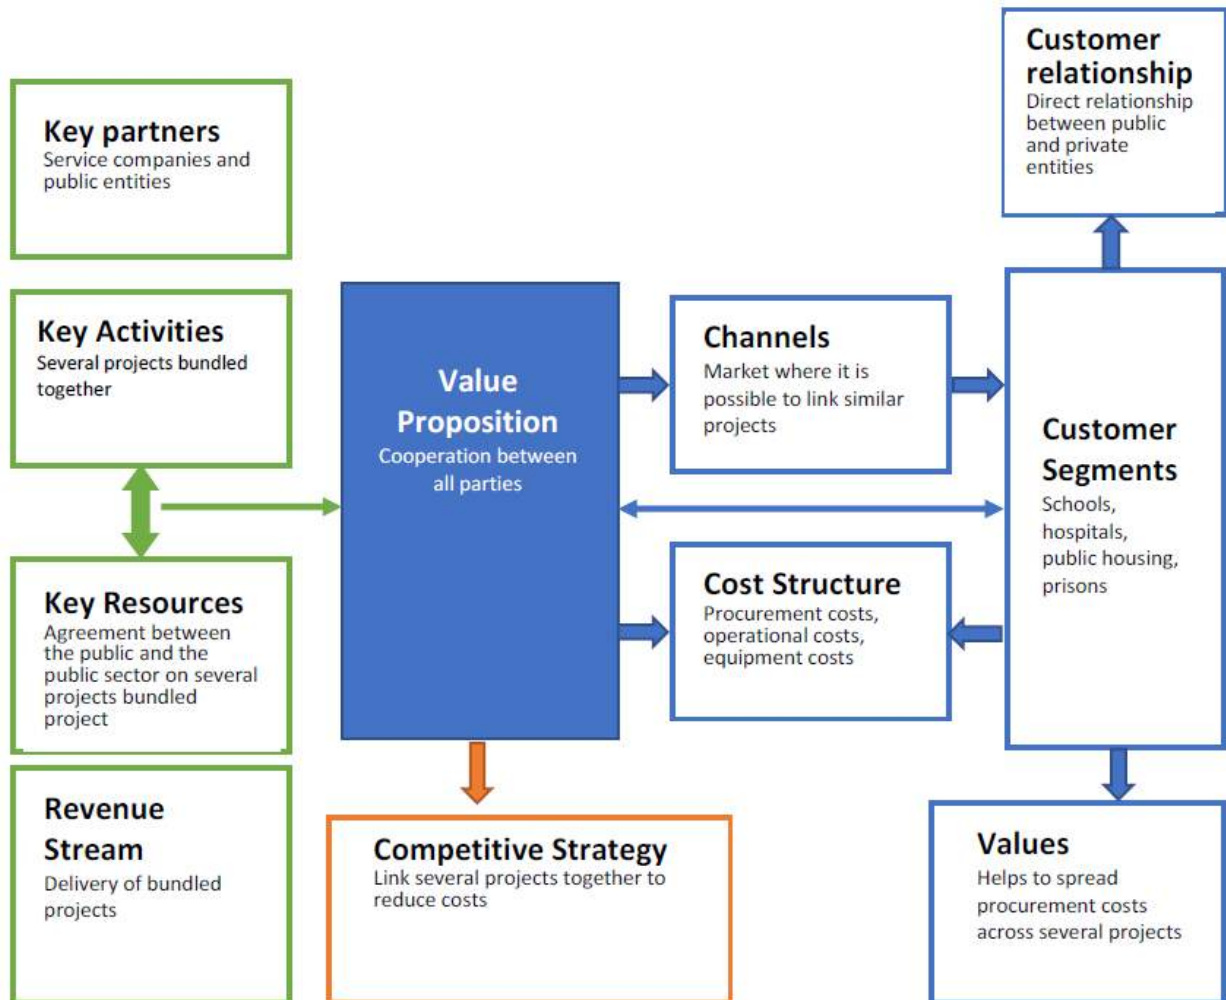 Key partners
Service companies and
public entities
Key Activities
Several projects bundled
together
Key Resources
Agreement between
the public and the
public sector on several
projects bundled
project
Revenue
Stream
Delivery of bundled
projects
Value
Proposition
Cooperation between
all parties
Competitive Strategy
Link several projects together to
reduce costs
Channels
Market where it is
possible to link similar
projects
Cost Structure
Procurement costs,
operational costs,
equipment costs
Customer
relationship
Direct relationship
between public
and private
entities
Customer
Segments
Schools,
hospitals,
public housing,
prisons
Values
Helps to spread
procurement costs
across several projects